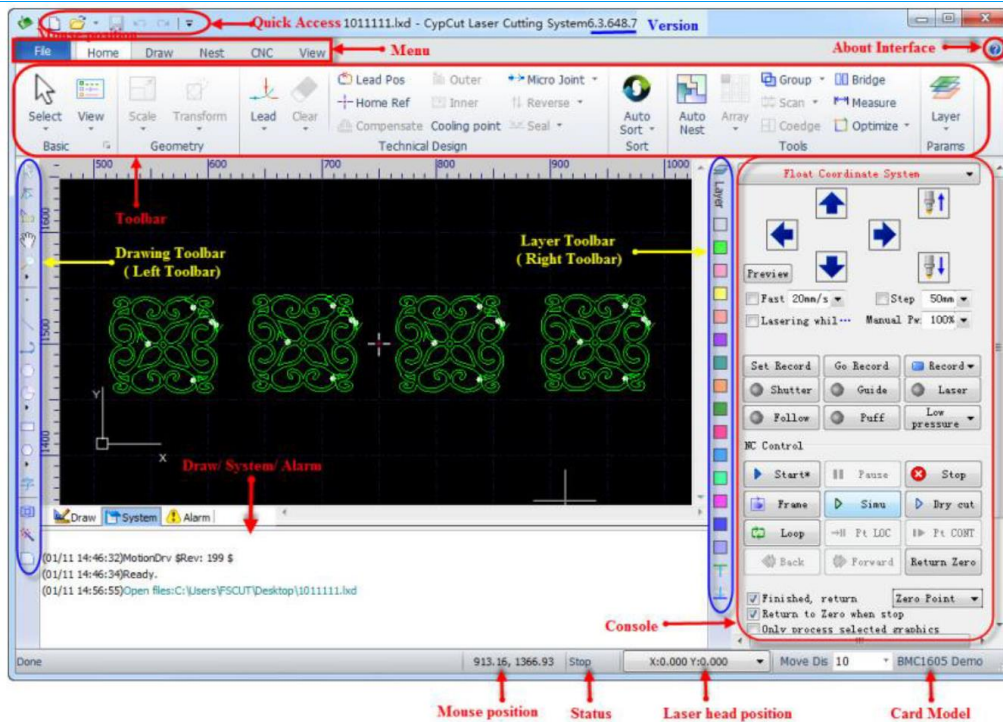 Quick Access 1011111.lxd - CypCut Laser Cutting System6.3.648.7 Version
Mouse position
File Home Draw Nest CNC View Menu About Interface
Select View Scale Transform Lead Clear
Lead Pos Outer Micro Joint
Home Ref Inner Reverse
Compensate Cooling point Seal
Auto Sort Auto Nest Array
Group Bridge
Scan Measure
Coedge Optimize
Layer
Basic Geometry Technical Design Sort Tools Params
500 600 700 800 900 1000
1600
1500
1400
Toolbar
Drawing Toolbar
( Left Toolbar)
Layer Toolbar
( Right Toolbar)
Y
X
Draw/ System/ Alarm
Layer
字
Float Coordinate System
Preview
Fast 20mm/s Step 50mm
Lasering whil··· Manual Pw: 100%
Set Record Go Record Record
Shutter Guide Laser
Follow Puff Low pressure
NC Control
Start* Pause Stop
Frame Simu Dry cut
Loop Pt LOC Pt CONT
Back Forward Return Zero
Finished, return Zero Point
Return to Zero when stop
Only process selected graphics
Draw System Alarm
(01/11 14:46:32)MotionDrv $Rev: 199 $
(01/11 14:46:34)Ready.
(01/11 14:56:55)Open files:C:\Users\FSCUT\Desktop\1011111.lxd
Console
Done 913.16, 1366.93 Stop X:0.000 Y:0.000 Move Dis 10 BMC1605 Demo
Mouse position Status Laser head position Card Model